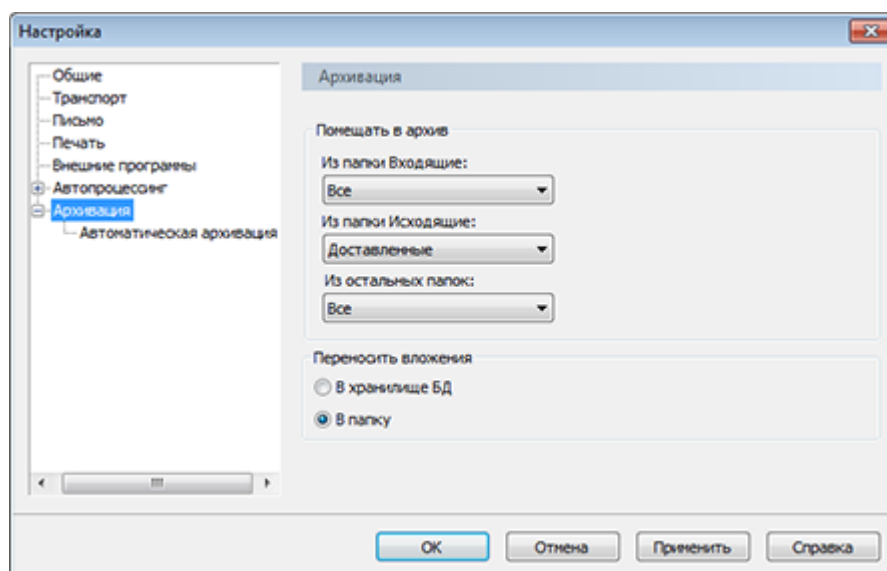 Настройка
Общие
Транспорт
Письмо
Печать
Внешние программы
Автопроцессинг
Архивация
Автоматическая архивация
Архивация
Помещать в архив
Из папки Входящие:
Все
Из папки Исходящие:
Доставленные
Из остальных папок:
Все
Переносить вложения
В хранилище БД
В папку
ОК
Отмена
Применить
Справка